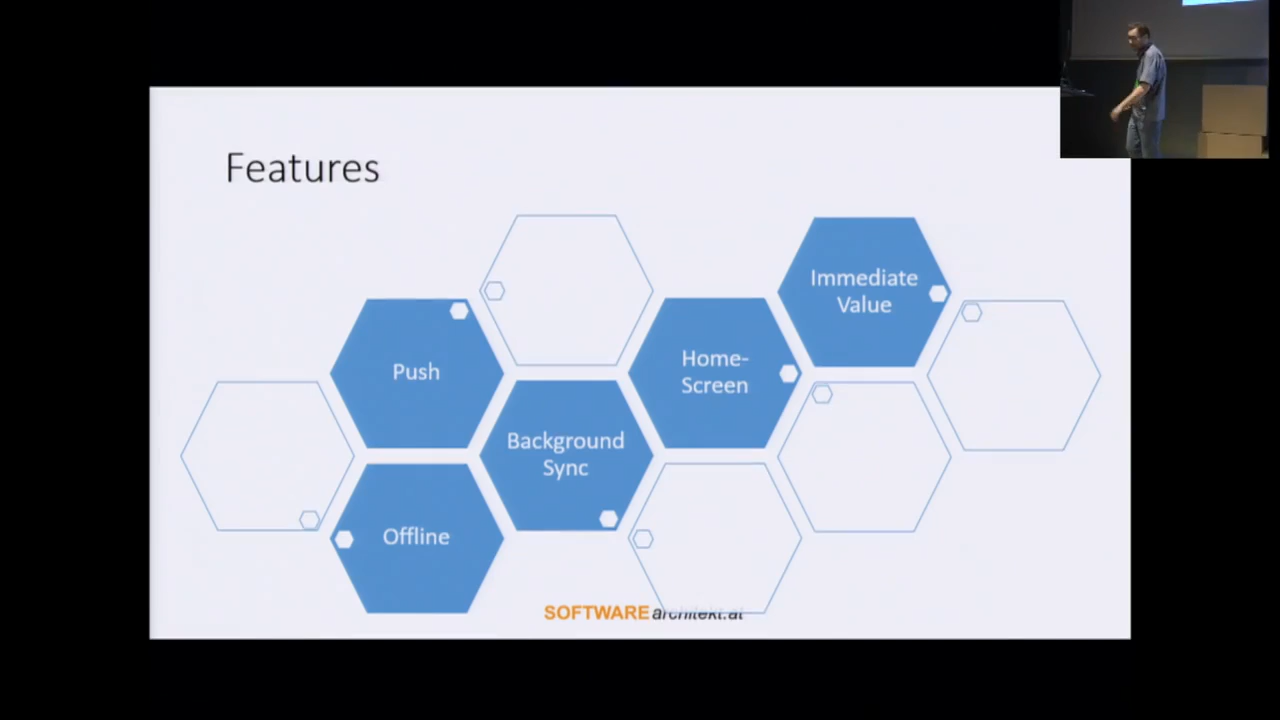 Features
Immediate
Value
Home-
Screen
Push
Background
Sync
Offline
SOFTWAREarchitekt.at